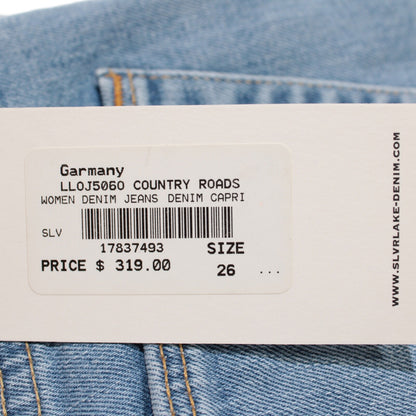 Garmany
LLOJ5060 COUNTRY ROADS
WOMEN DENIM JEANS DENIM CAPRI
SLV
17837493
SIZE
PRICE $ 319.00
26 ...
WWW.SLVRLAKE-DENIM.COM